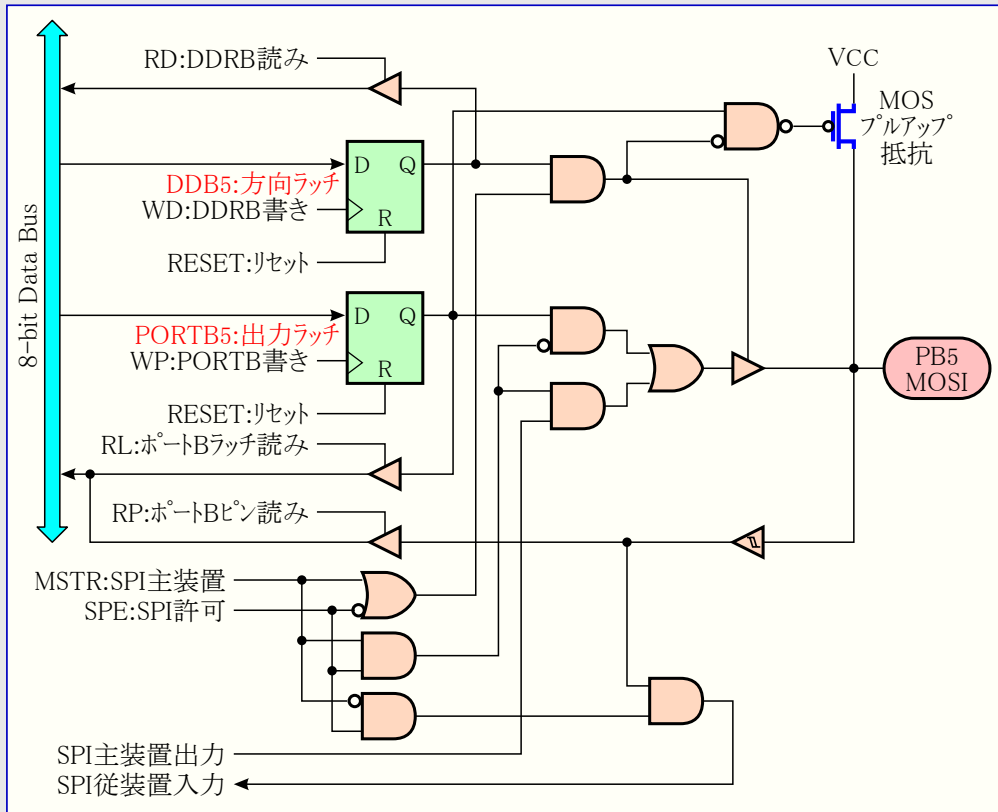 RD:DDRB読み
VCC
MOS
プルアップ
抵抗
D Q
R
DDB5:方向ラッチ
WD:DDRB書き
RESET:リセット
8-bit Data Bus
D Q
R
PORTB5:出力ラッチ
WP:PORTB書き
RESET:リセット
PB5
MOSI
RL:ポートBラッチ読み
RP:ポートBピン読み
MSTR:SPI主装置
SPE:SPI許可
SPI主装置出力
SPI従装置入力